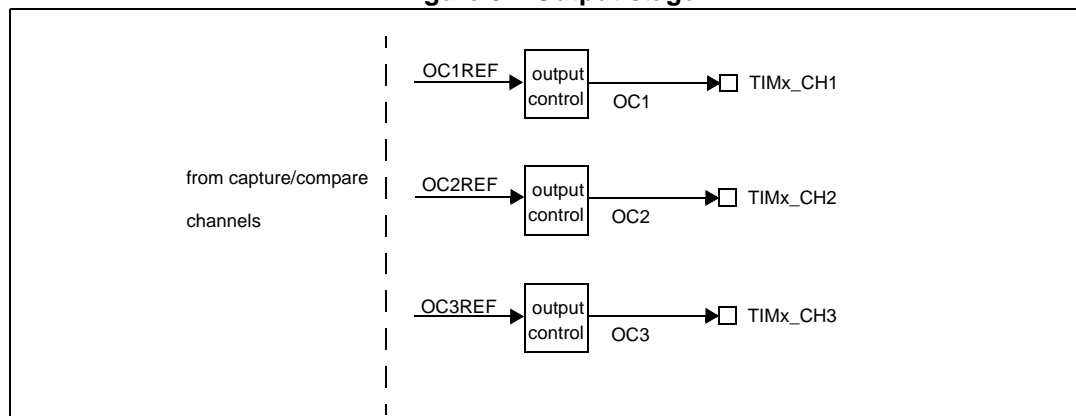 OC1REF
output
control
OC1
TIMx_CH1
from capture/compare
channels
OC2REF
output
control
OC2
TIMx_CH2
OC3REF
output
control
OC3
TIMx_CH3